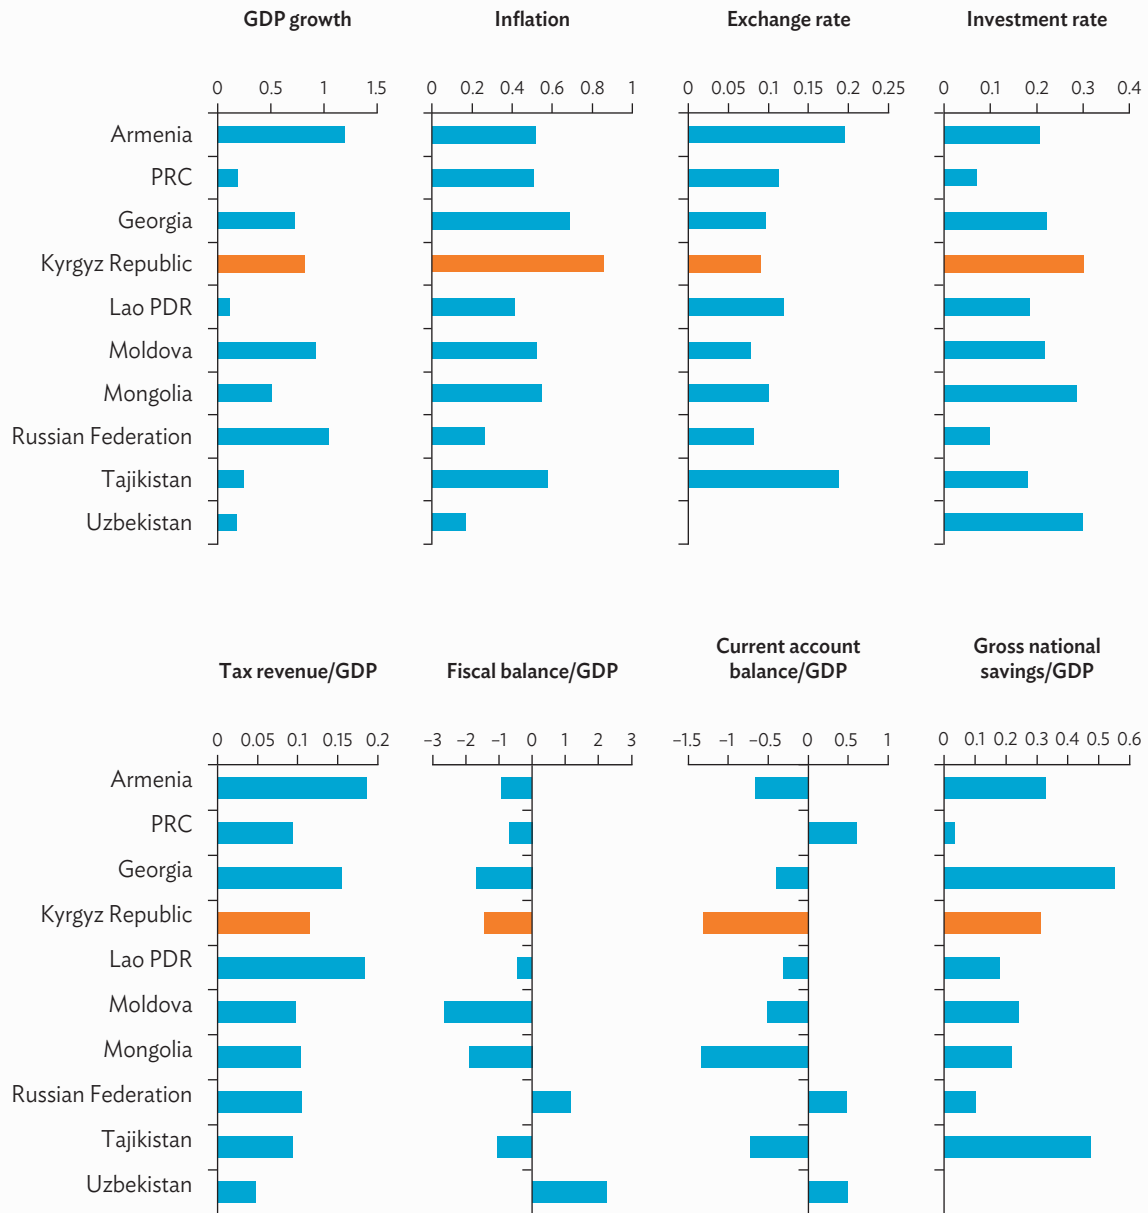 GDP growth Inflation Exchange rate Investment rate
0 0.5 1 1.5 0 0.2 0.4 0.6 0.8 1 0 0.05 0.1 0.15 0.2 0.25 0 0.1 0.2 0.3 0.4
Armenia
PRC
Georgia
Kyrgyz Republic
Lao PDR
Moldova
Mongolia
Russian Federation
Tajikistan
Uzbekistan
Tax revenue/GDP Fiscal balance/GDP Current account balance/GDP Gross national savings/GDP
0 0.05 0.1 0.15 0.2 –3 –2 –1 0 1 2 3 –1.5 –1 –0.5 0 0.5 1 0 0.1 0.2 0.3 0.4 0.5 0.6
Armenia
PRC
Georgia
Kyrgyz Republic
Lao PDR
Moldova
Mongolia
Russian Federation
Tajikistan
Uzbekistan